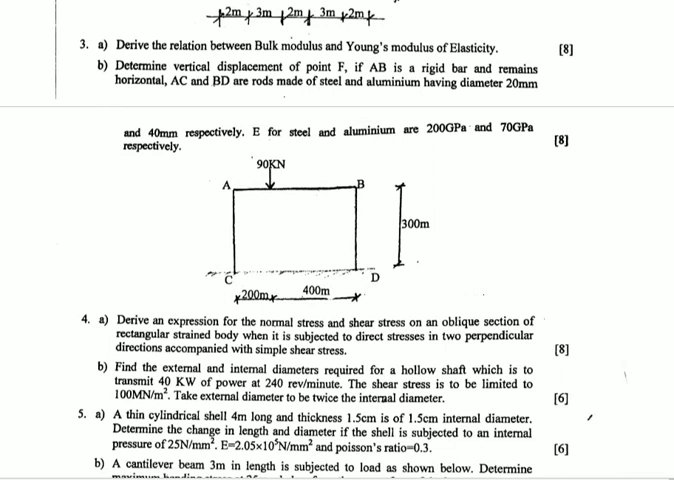 2m 3m 2m 3m 2m
3. a) Derive the relation between Bulk modulus and Young's modulus of Elasticity. [8]
b) Determine vertical displacement of point F, if AB is a rigid bar and remains
horizontal, AC and BD are rods made of steel and aluminium having diameter 20mm
and 40mm respectively. E for steel and aluminium are 200GPa and 70GPa
respectively. [8]
90KN
A B
300m
C D
200m 400m
4. a) Derive an expression for the normal stress and shear stress on an oblique section of
rectangular strained body when it is subjected to direct stresses in two perpendicular
directions accompanied with simple shear stress. [8]
b) Find the external and internal diameters required for a hollow shaft which is to
transmit 40 KW of power at 240 rev/minute. The shear stress is to be limited to
100MN/m². Take external diameter to be twice the internal diameter. [6]
5. a) A thin cylindrical shell 4m long and thickness 1.5cm is of 1.5cm internal diameter.
Determine the change in length and diameter if the shell is subjected to an internal
pressure of 25N/mm². E=2.05×10⁵N/mm² and poisson's ratio=0.3. [6]
b) A cantilever beam 3m in length is subjected to load as shown below. Determine